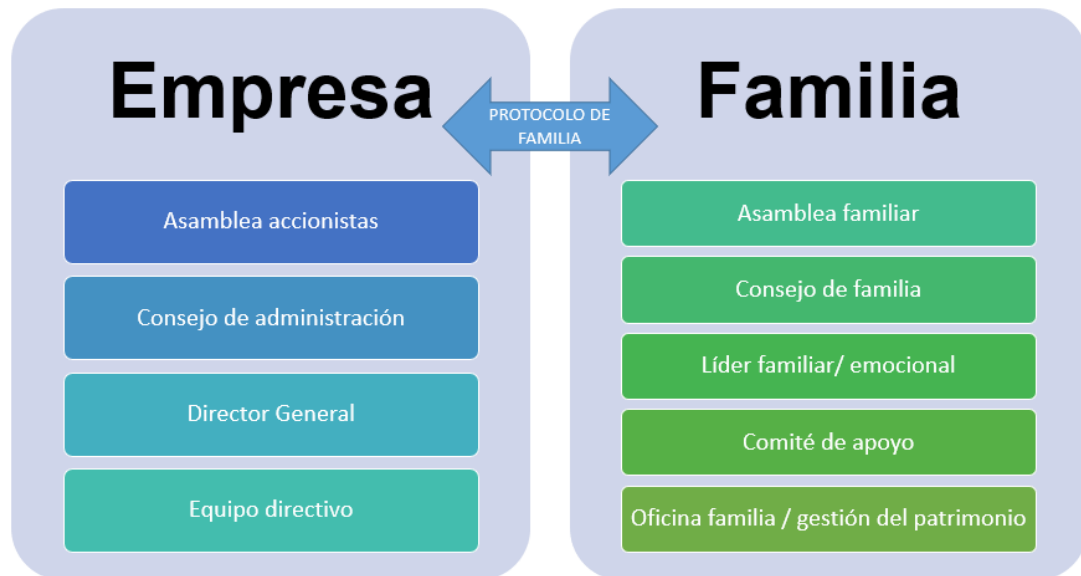 Empresa
PROTOCOLO DE
FAMILIA
Familia
Asamblea accionistas
Consejo de administración
Director General
Equipo directivo
Asamblea familiar
Consejo de familia
Líder familiar/ emocional
Comité de apoyo
Oficina familia / gestión del patrimonio